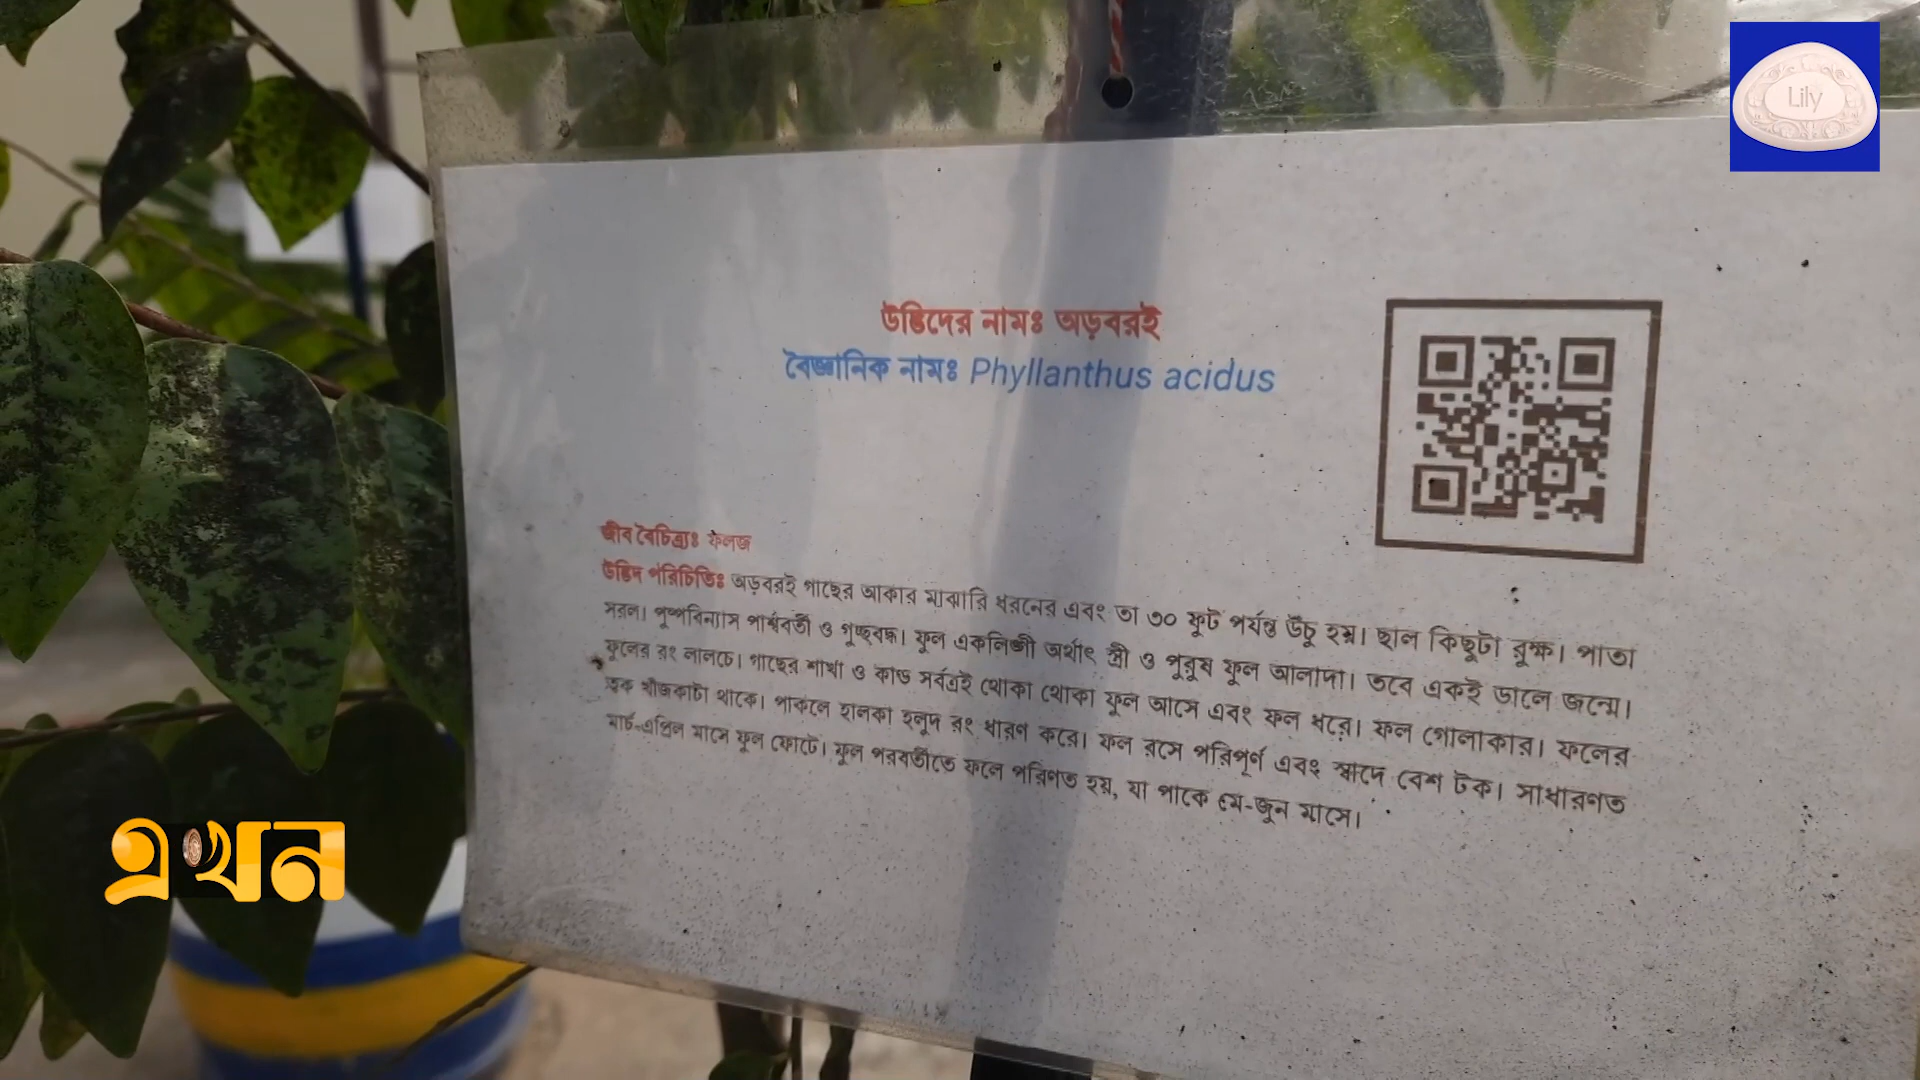 Lily
উদ্ভিদের নামঃ অড়বরই
বৈজ্ঞানিক নামঃ Phyllanthus acidus
জীব বৈচিত্র্যঃ ফলজ
উদ্ভিদ পরিচিতিঃ অড়বরই গাছের আকার মাঝারি ধরনের এবং তা ৩০ ফুট পর্যন্ত উঁচু হয়। ছাল কিছুটা রুক্ষ। পাতা
সরল। পুষ্পবিন্যাস পার্শ্ববর্তী ও গুচ্ছবদ্ধ। ফুল একলিঙ্গী অর্থাৎ স্ত্রী ও পুরুষ ফুল আলাদা। তবে একই ডালে জন্মে।
ফুলের রং লালচে। গাছের শাখা ও কান্ড সর্বত্রই থোকা থোকা ফুল আসে এবং ফল ধরে। ফল গোলাকার। ফলের
ত্বক খাঁজকাটা থাকে। পাকলে হালকা হলুদ রং ধারণ করে। ফল রসে পরিপূর্ণ এবং স্বাদে বেশ টক। সাধারণত
মার্চ-এপ্রিল মাসে ফুল ফোটে। ফুল পরবর্তীতে ফলে পরিণত হয়, যা পাকে মে-জুন মাসে।
এখন